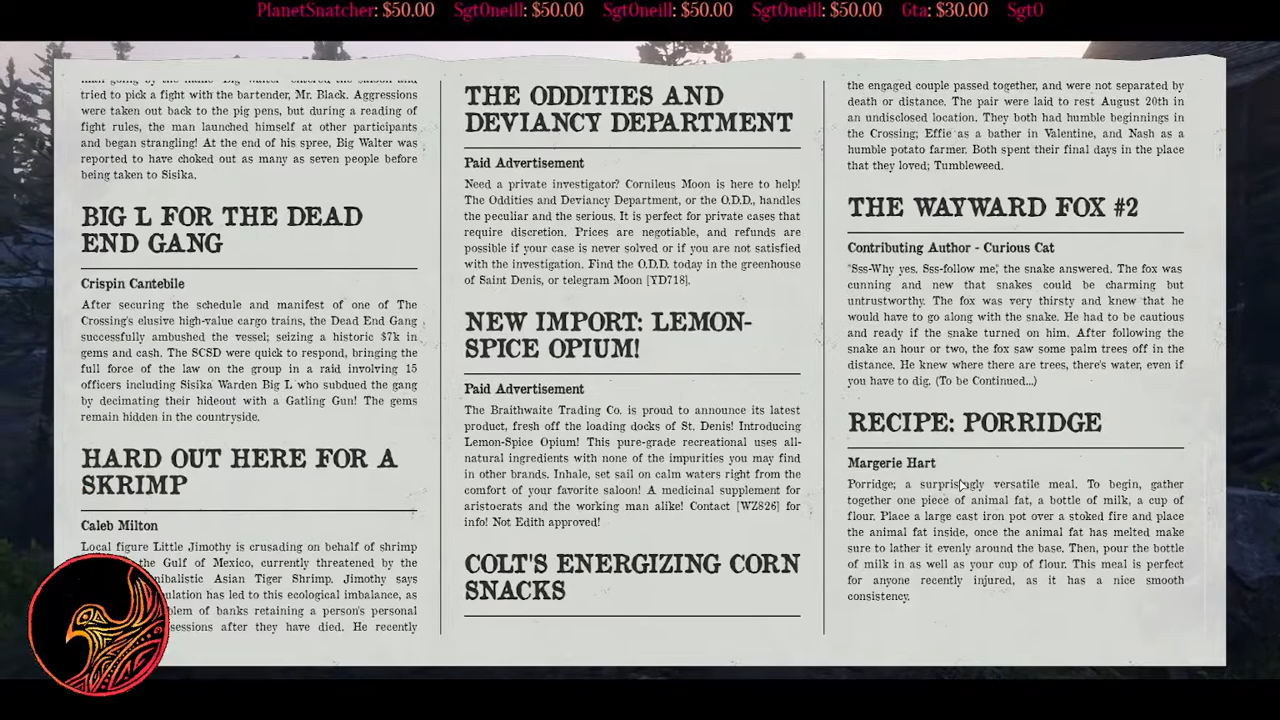 PlanetSnatcher: $50.00 SgtOneill: $50.00 SgtOneill: $50.00 SgtOneill: $50.00 Gta: $30.00 SgtO
man going by the name "Big Walter" entered the saloon and
tried to pick a fight with the bartender, Mr. Black. Aggressions
were taken out back to the pig pens, but during a reading of
fight rules, the man launched himself at other participants
and began strangling! At the end of his spree, Big Walter was
reported to have choked out as many as seven people before
being taken to Sisika.
BIG L FOR THE DEAD
END GANG
Crispin Cantebile
After securing the schedule and manifest of one of The
Crossing's elusive high-value cargo trains, the Dead End Gang
successfully ambushed the vessel; seizing a historic $7k in
gems and cash. The SCSD were quick to respond, bringing the
full force of the law on the group in a raid involving 15
officers including Sisika Warden Big L who subdued the gang
by decimating their hideout with a Gatling Gun! The gems
remain hidden in the countryside.
HARD OUT HERE FOR A
SKRIMP
Caleb Milton
Local figure Little Jimothy is crusading on behalf of shrimp
the Gulf of Mexico, currently threatened by the
Asian Tiger Shrimp. Jimothy says
has led to this ecological imbalance, as
of banks retaining a person's personal
after they have died. He recently
THE ODDITIES AND
DEVIANCY DEPARTMENT
Paid Advertisement
Need a private investigator? Cornileus Moon is here to help!
The Oddities and Deviancy Department, or the O.D.D., handles
the peculiar and the serious. It is perfect for private cases that
require discretion. Prices are negotiable, and refunds are
possible if your case is never solved or if you are not satisfied
with the investigation. Find the O.D.D. today in the greenhouse
of Saint Denis, or telegram Moon [YD718].
NEW IMPORT: LEMON-
SPICE OPIUM!
Paid Advertisement
The Braithwaite Trading Co. is proud to announce its latest
product, fresh off the loading docks of St. Denis! Introducing
Lemon-Spice Opium! This pure-grade recreational uses all-
natural ingredients with none of the impurities you may find
in other brands. Inhale, set sail on calm waters right from the
comfort of your favorite saloon! A medicinal supplement for
aristocrats and the working man alike! Contact [WZ826] for
info! Not Edith approved!
COLT'S ENERGIZING CORN
SNACKS
the engaged couple passed together, and were not separated by
death or distance. The pair were laid to rest August 20th in
an undisclosed location. They both had humble beginnings in
the Crossing; Effie as a bather in Valentine, and Nash as a
humble potato farmer. Both spent their final days in the place
that they loved; Tumbleweed.
THE WAYWARD FOX #2
Contributing Author - Curious Cat
"Sss-Why yes. Sss-follow me," the snake answered. The fox was
cunning and new that snakes could be charming but
untrustworthy. The fox was very thirsty and knew that he
would have to go along with the snake. He had to be cautious
and ready if the snake turned on him. After following the
snake an hour or two, the fox saw some palm trees off in the
distance. He knew where there are trees, there's water, even if
you have to dig. (To be Continued...)
RECIPE: PORRIDGE
Margerie Hart
Porridge; a surprisingly versatile meal. To begin, gather
together one piece of animal fat, a bottle of milk, a cup of
flour. Place a large cast iron pot over a stoked fire and place
the animal fat inside, once the animal fat has melted make
sure to lather it evenly around the base. Then, pour the bottle
of milk in as well as your cup of flour. This meal is perfect
for anyone recently injured, as it has a nice smooth
consistency.